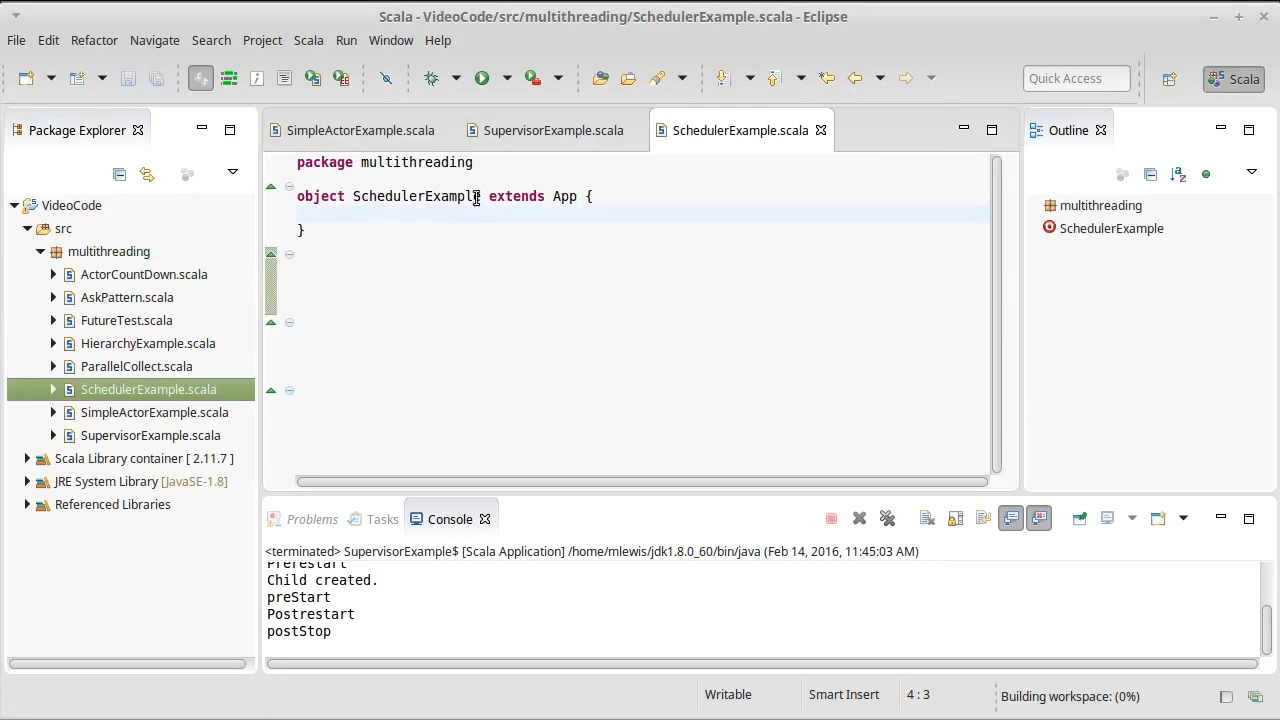 Scala - VideoCode/src/multithreading/SchedulerExample.scala - Eclipse
File Edit Refactor Navigate Search Project Scala Run Window Help
Quick Access
Scala
Package Explorer
VideoCode
src
multithreading
ActorCountDown.scala
AskPattern.scala
FutureTest.scala
HierarchyExample.scala
ParallelCollect.scala
SchedulerExample.scala
SimpleActorExample.scala
SupervisorExample.scala
Scala Library container [ 2.11.7 ]
JRE System Library [JavaSE-1.8]
Referenced Libraries
SimpleActorExample.scala SupervisorExample.scala SchedulerExample.scala
package multithreading
object SchedulerExample extends App {
}
Outline
multithreading
SchedulerExample
Problems Tasks Console
<terminated> SupervisorExample$ [Scala Application] /home/mlewis/jdk1.8.0_60/bin/java (Feb 14, 2016, 11:45:03 AM)
Prerestart
Child created.
preStart
Postrestart
postStop
Writable Smart Insert 4 : 3 Building workspace: (0%)